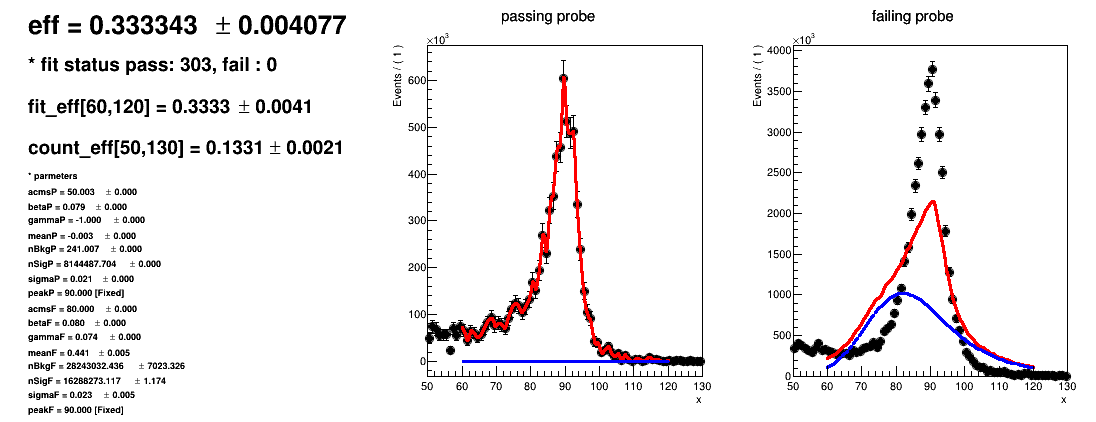 eff = 0.333343 ± 0.004077
* fit status pass: 303, fail : 0
fit_eff[60,120] = 0.3333 ± 0.0041
count_eff[50,130] = 0.1331 ± 0.0021
* parmeters
acmsP = 50.003 ± 0.000
betaP = 0.079 ± 0.000
gammaP = -1.000 ± 0.000
meanP = -0.003 ± 0.000
nBkgP = 241.007 ± 0.000
nSigP = 8144487.704 ± 0.000
sigmaP = 0.021 ± 0.000
peakP = 90.000 [Fixed]
acmsF = 80.000 ± 0.000
betaF = 0.080 ± 0.000
gammaF = 0.074 ± 0.000
meanF = 0.441 ± 0.005
nBkgF = 28243032.436 ± 7023.326
nSigF = 16288273.117 ± 1.174
sigmaF = 0.023 ± 0.005
peakF = 90.000 [Fixed]
passing probe
×10³
Events / ( 1 )
600
500
400
300
200
100
0
50 60 70 80 90 100 110 120 130
x
failing probe
×10³
Events / ( 1 )
4000
3500
3000
2500
2000
1500
1000
500
0
50 60 70 80 90 100 110 120 130
x